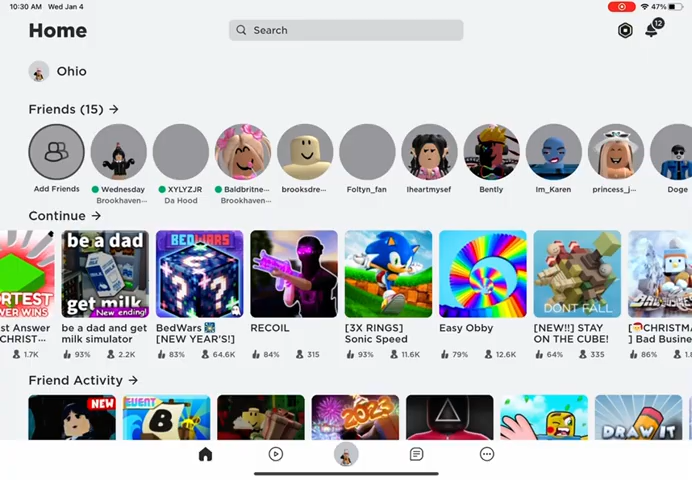 10:30 AM Wed Jan 4
47%
Home
Search
12
Ohio
Friends (15) →
Add Friends
Wednesday
XYLYZJR
Baldbritne···
brooksdre···
Foltyn_fan
Iheartmysef
Bently
Im_Karen
princess_j···
Doge
Brookhaven···
Da Hood
Brookhaven···
Continue →
RTEST
ER WINS
be a dad
get milk
New ending!
BEDWARS
DONT FALL
st Answer
CHRIST···
be a dad and get
milk simulator
BedWars
[NEW YEAR'S!]
RECOIL
[3X RINGS]
Sonic Speed
Easy Obby
[NEW!!] STAY
ON THE CUBE!
[🎅CHRISTMA
] Bad Busine
1.7K
93% 2.2K
83% 64.6K
84% 315
93% 11.6K
79% 12.6K
64% 335
86% 1.8
Friend Activity →
NEW
EVENT
B
2023
DRAW IT